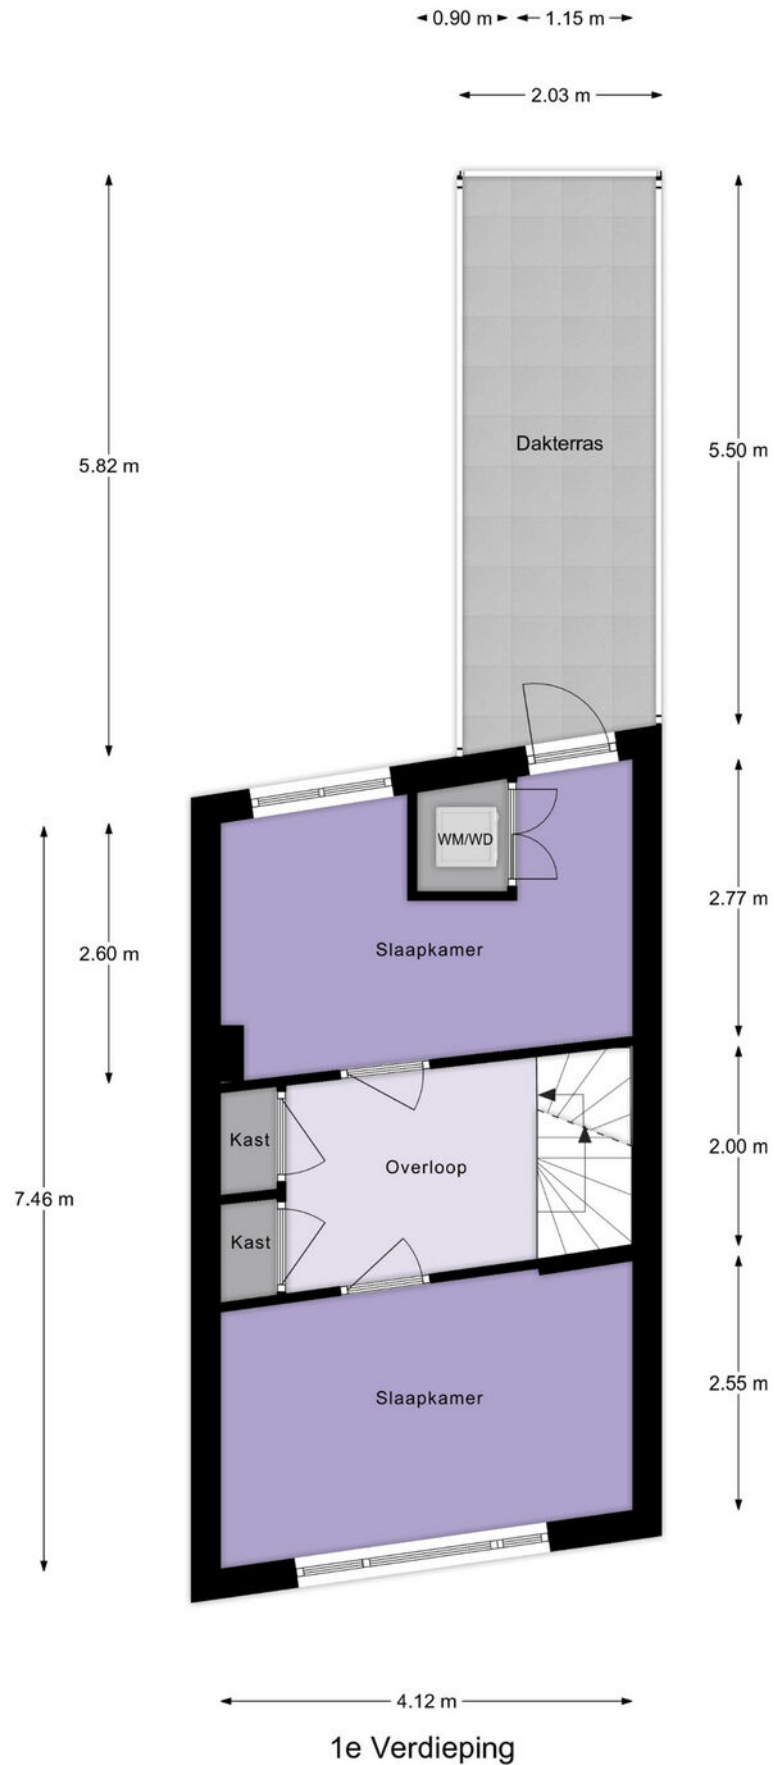 0.90 m 1.15 m
2.03 m
Dakterras
5.82 m
5.50 m
WM/WD
2.77 m
Slaapkamer
2.60 m
Kast
Overloop
2.00 m
7.46 m
Kast
Slaapkamer
2.55 m
4.12 m
1e Verdieping